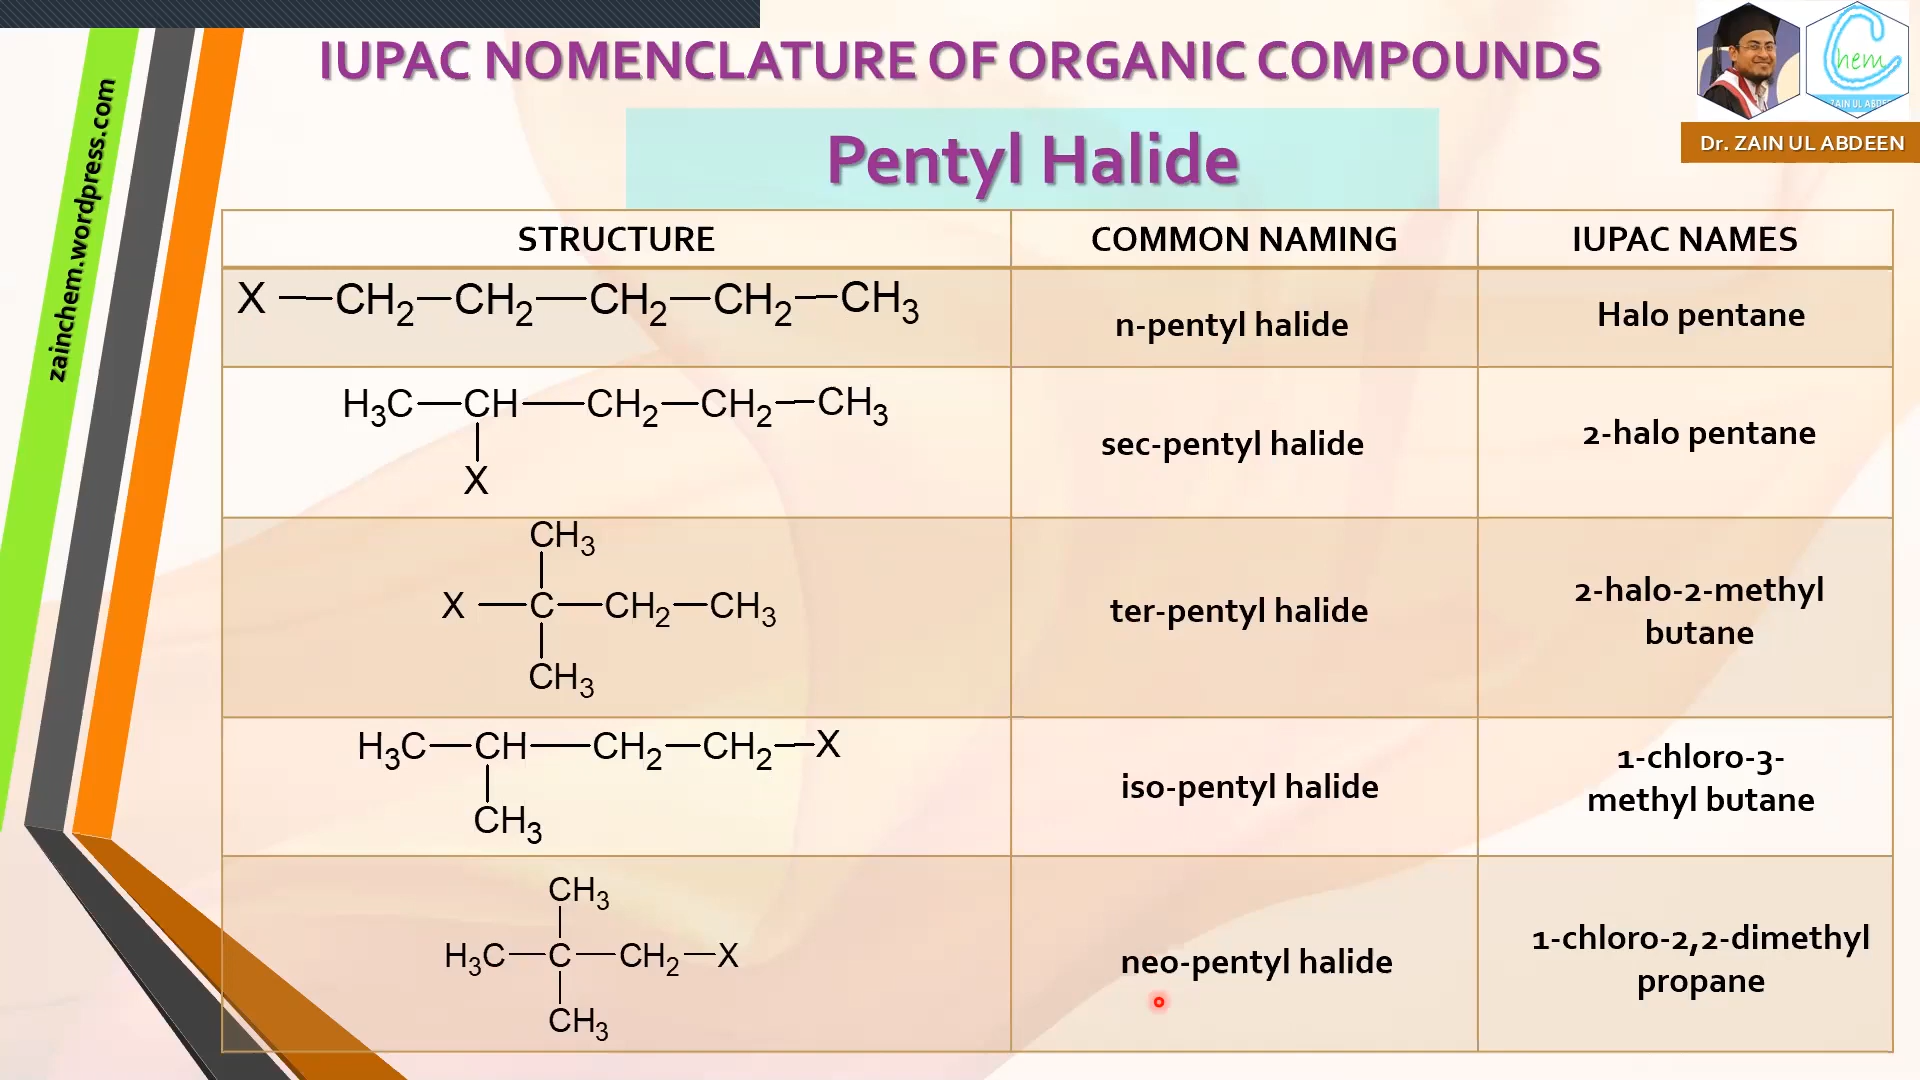 IUPAC NOMENCLATURE OF ORGANIC COMPOUNDS
Chem
ZAIN UL ABDE
Dr. ZAIN UL ABDEEN
zainchem.wordpress.com
Pentyl Halide
STRUCTURE COMMON NAMING IUPAC NAMES
X—CH₂—CH₂—CH₂—CH₂—CH₃
n-pentyl halide
Halo pentane
H₃C—CH—CH₂—CH₂—CH₃
X
sec-pentyl halide
2-halo pentane
CH₃
X—C—CH₂—CH₃
CH₃
ter-pentyl halide
2-halo-2-methyl
butane
H₃C—CH—CH₂—CH₂—X
CH₃
iso-pentyl halide
1-chloro-3-
methyl butane
CH₃
H₃C—C—CH₂—X
CH₃
neo-pentyl halide
1-chloro-2,2-dimethyl
propane